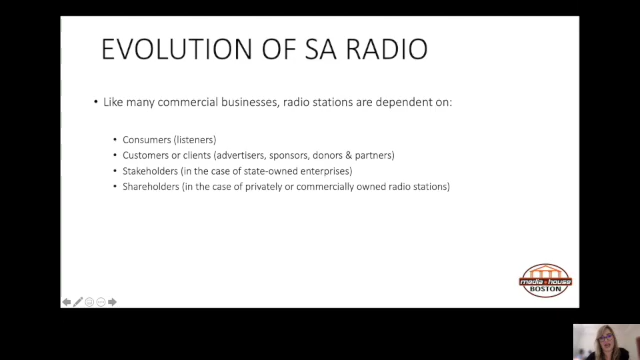 EVOLUTION OF SA RADIO
• Like many commercial businesses, radio stations are dependent on:
• Consumers (listeners)
• Customers or clients (advertisers, sponsors, donors & partners)
• Stakeholders (in the case of state-owned enterprises)
• Shareholders (in the case of privately or commercially owned radio stations)
media house
BOSTON